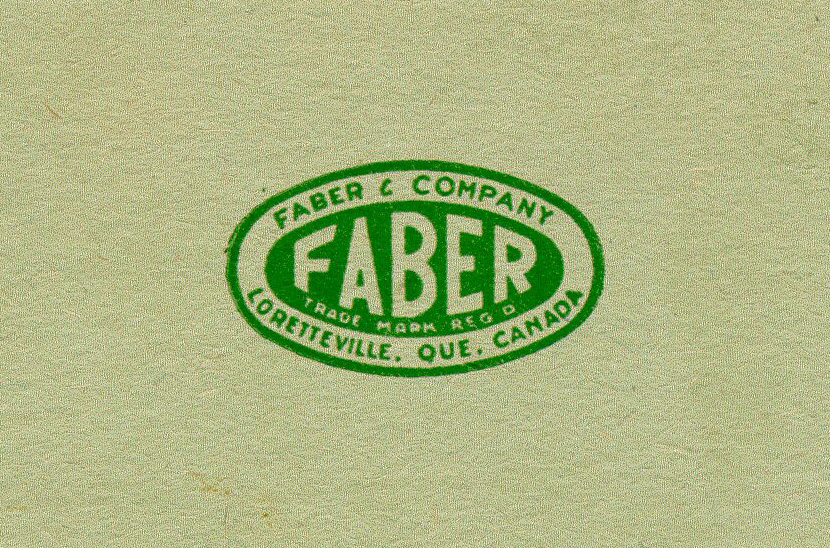 FABER & COMPANY
FABER
TRADE MARK REG D
LORETTEVILLE, QUE, CANADA